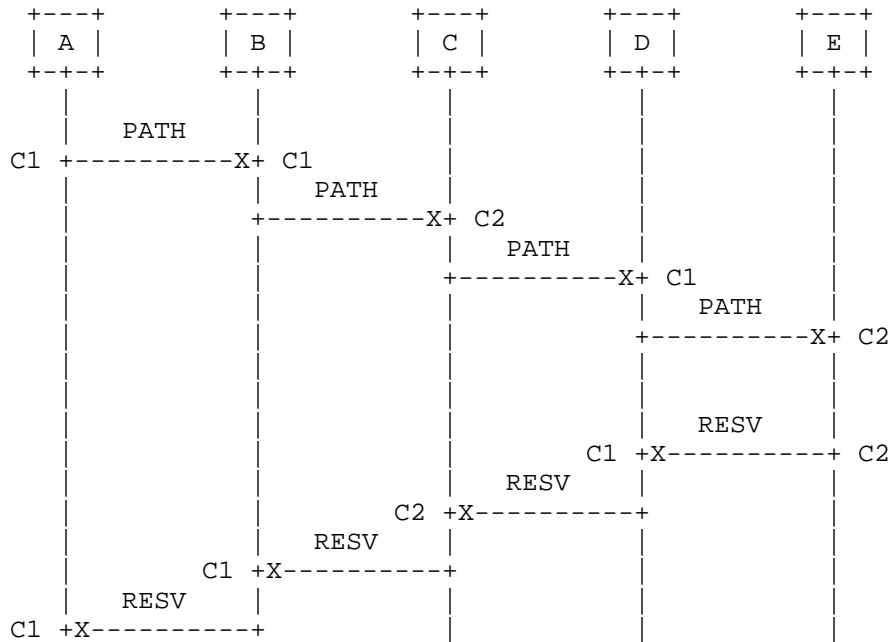 A B C D E
PATH
C1 C1
PATH
C2
PATH
C1
PATH
C2
RESV
C1 C2
RESV
C2
RESV
C1
RESV
C1